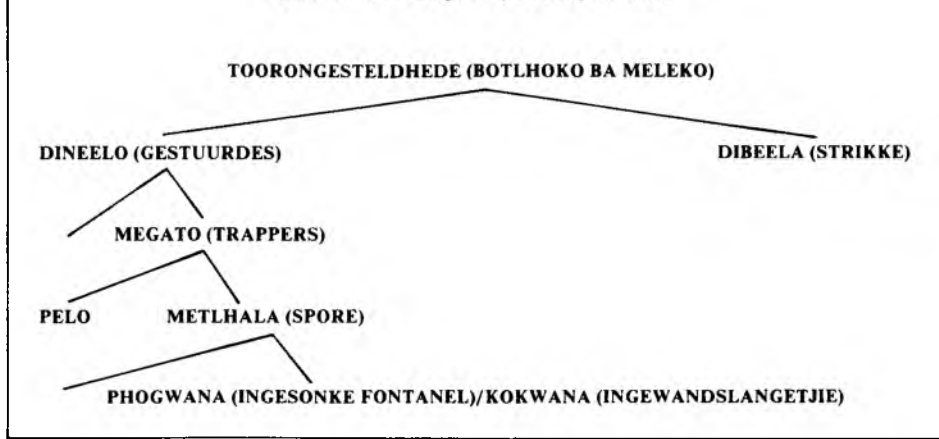 TOORONGESTELDHEDE (BOTLHOKO BA MELEKO)
DINEELO (GESTUURDES) DIBEELA (STRIKKE)
MEGATO (TRAPPERS)
PELO METLHALA (SPORE)
PHOGWANA (INGESONKE FONTANEL)/KOKWANA (INGEWANDSLANGETJIE)